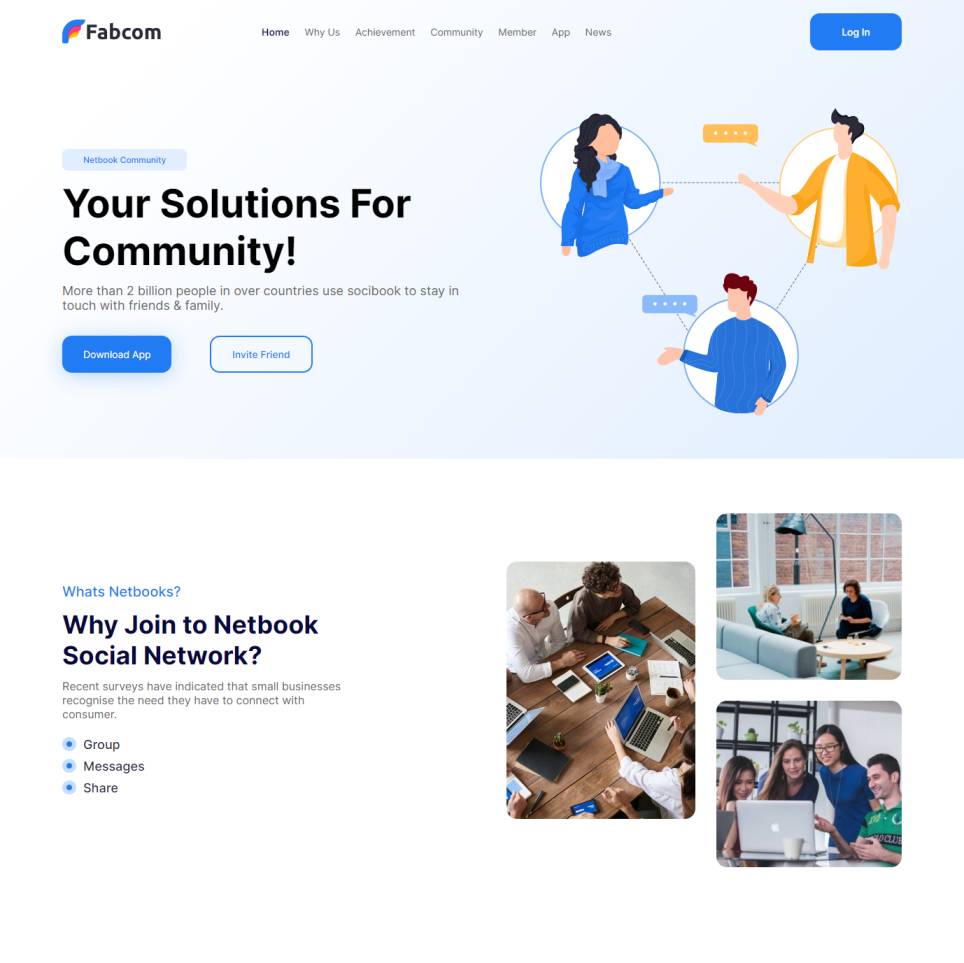 Fabcom
Home
Why Us
Achievement
Community
Member
App
News
Log In
Netbook Community
Your Solutions For
Community!
More than 2 billion people in over countries use socibook to stay in
touch with friends & family.
Download App
Invite Friend
Whats Netbooks?
Why Join to Netbook
Social Network?
Recent surveys have indicated that small businesses
recognise the need they have to connect with
consumer.
Group
Messages
Share